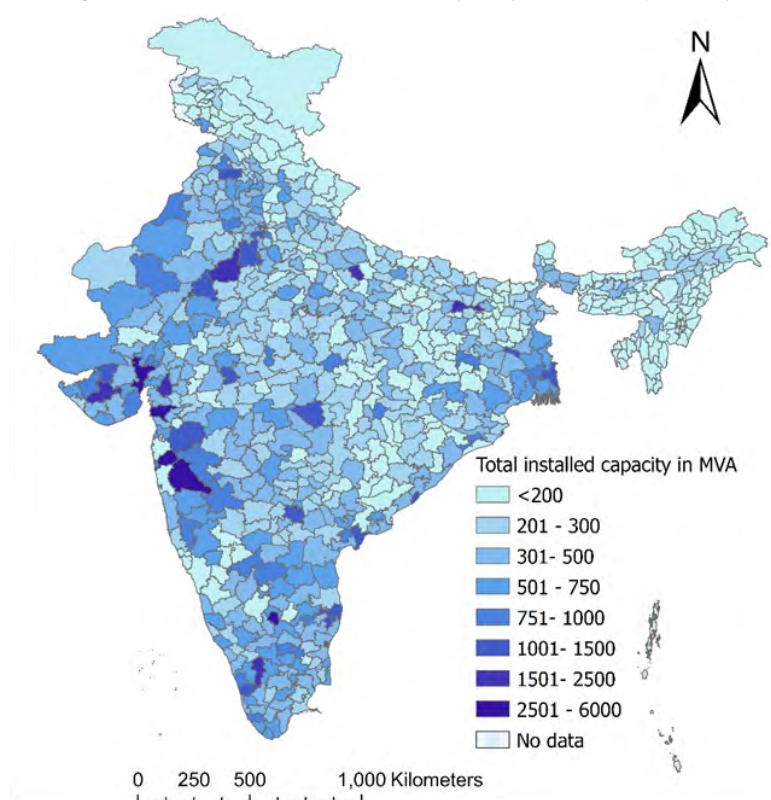 N
Total installed capacity in MVA
<200
201 - 300
301- 500
501 - 750
751- 1000
1001- 1500
1501- 2500
2501 - 6000
No data
0 250 500 1,000 Kilometers